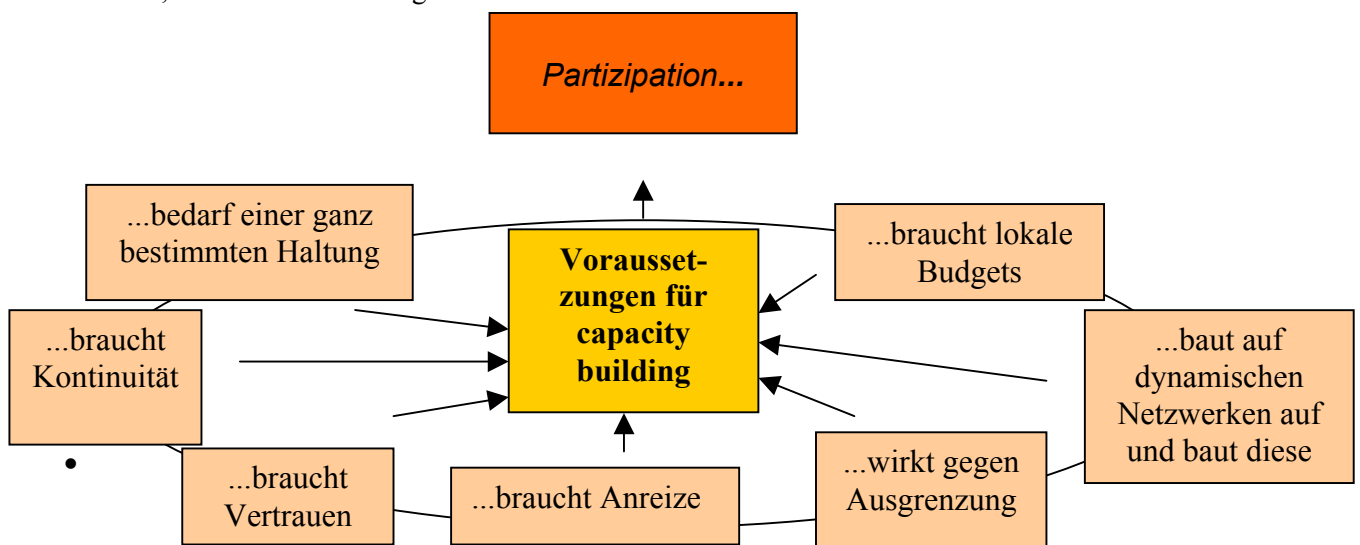 Partizipation...
...bedarf einer ganz
bestimmten Haltung
...braucht lokale
Budgets
Vorausset-
zungen für
capacity
building
...braucht
Kontinuität
...baut auf
dynamischen
Netzwerken auf
und baut diese
...braucht
Vertrauen
...braucht Anreize
...wirkt gegen
Ausgrenzung